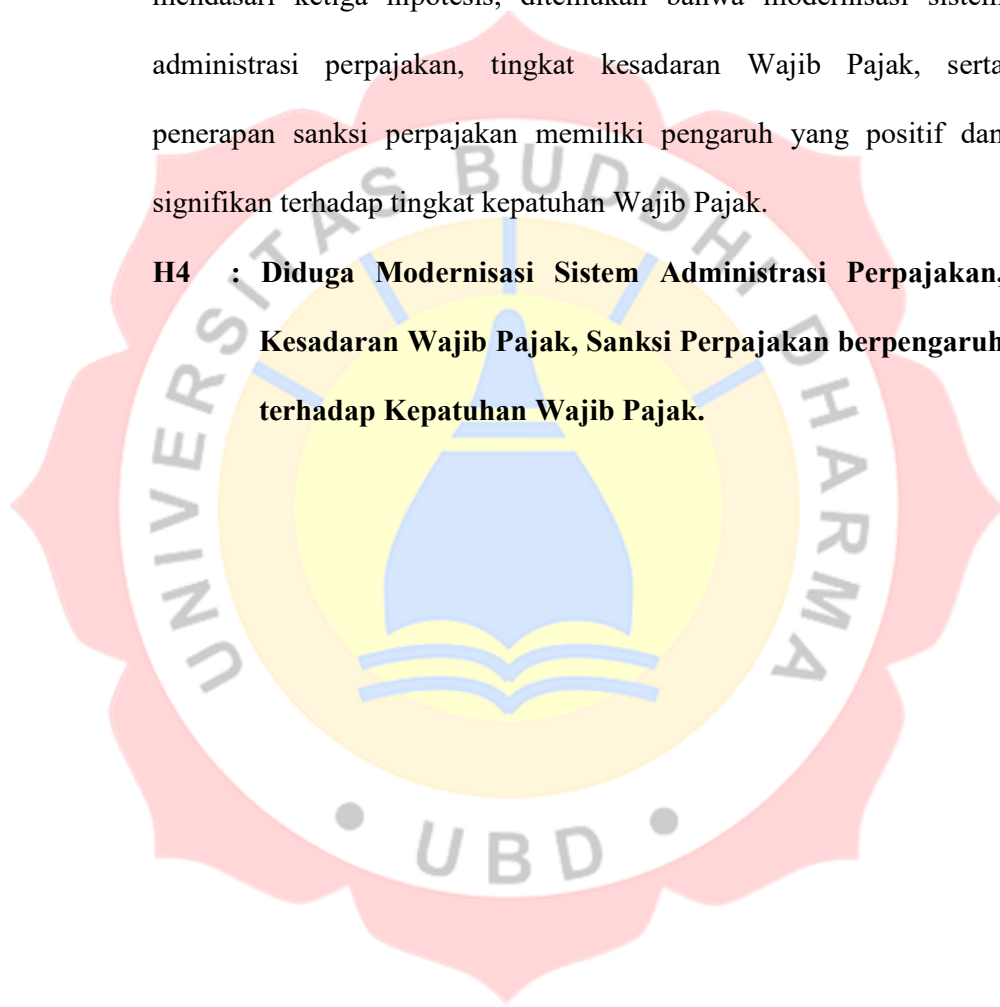 mendasari ketiga hipotesis, ditemukan bahwa modernisasi sistem
administrasi perpajakan, tingkat kesadaran Wajib Pajak, serta
penerapan sanksi perpajakan memiliki pengaruh yang positif dan
signifikan terhadap tingkat kepatuhan Wajib Pajak.
H4 : Diduga Modernisasi Sistem Administrasi Perpajakan,
Kesadaran Wajib Pajak, Sanksi Perpajakan berpengaruh
terhadap Kepatuhan Wajib Pajak.
UNIVERSITAS BUDDHI DHARMA
• UBD •